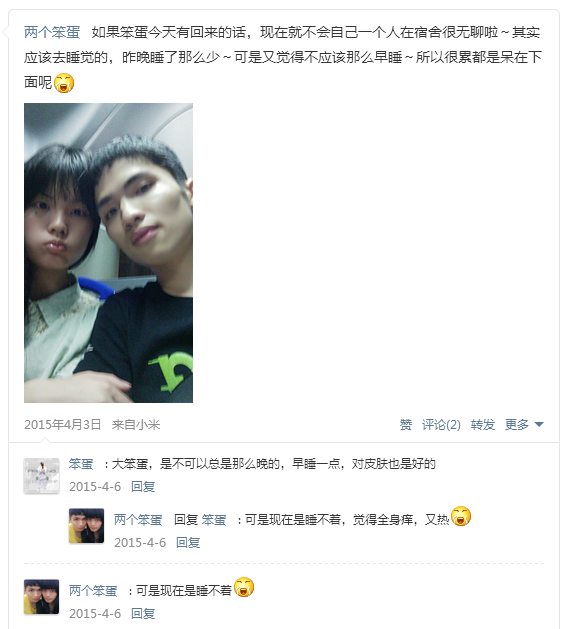 两个笨蛋 如果笨蛋今天有回来的话，现在就不会自己一个人在宿舍很无聊啦～其实
应该去睡觉的，昨晚睡了那么少～可是又觉得不应该那么早睡～所以很累都是呆在下
面呢
2015年4月3日 来自小米 赞 评论(2) 转发 更多
笨蛋 : 大笨蛋，是不可以总是那么晚的，早睡一点，对皮肤也是好的
2015-4-6 回复
两个笨蛋 回复 笨蛋 : 可是现在是睡不着，觉得全身痒，又热
2015-4-6 回复
两个笨蛋 : 可是现在是睡不着
2015-4-6 回复